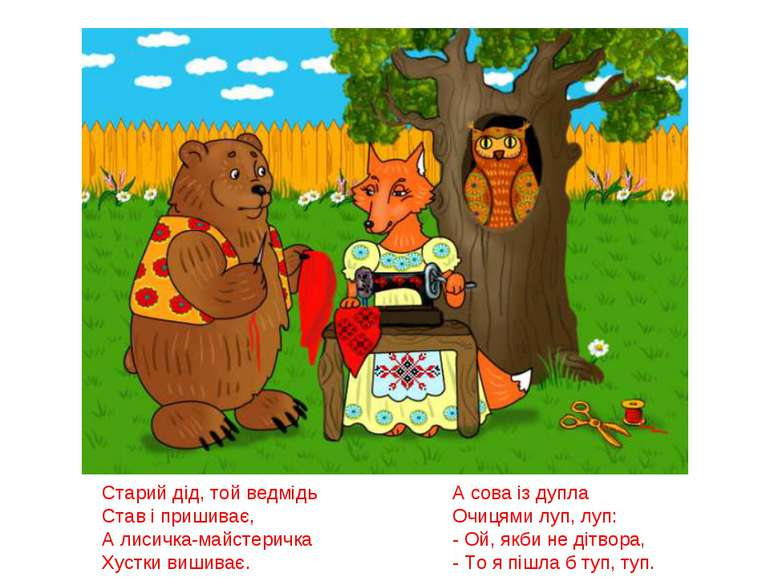 Старий дід, той ведмідь
Став і пришиває,
А лисичка-майстеричка
Хустки вишиває.
А сова із дупла
Очицями луп, луп:
- Ой, якби не дітвора,
- То я пішла б туп, туп.